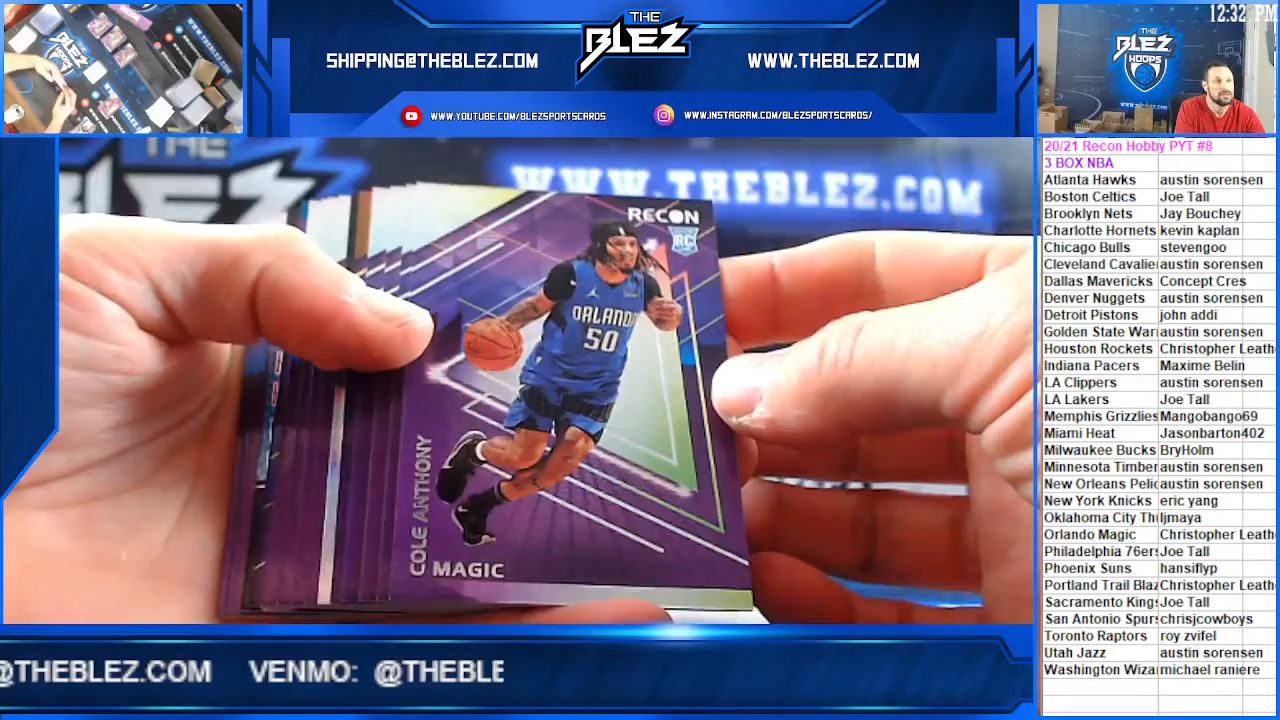 12:32 PM
THE
BLEZ
HOOPS
SHIPPING@THEBLEZ.COM
THE
BLEZ
WWW.THEBLEZ.COM
WWW.YOUTUBE.COM/BLEZSPORTSCARDS
WWW.INSTAGRAM.COM/BLEZSPORTSCARDS/
THE
WWW.THEBLEZ.COM
RECON
RC
ORLANDO
50
COLE ANTHONY
MAGIC
20/21 Recon Hobby PYT #8
3 BOX NBA
Atlanta Hawks austin sorensen
Boston Celtics Joe Tall
Brooklyn Nets Jay Bouchey
Charlotte Hornets kevin kaplan
Chicago Bulls stevengoo
Cleveland Cavalie austin sorensen
Dallas Mavericks Concept Cres
Denver Nuggets austin sorensen
Detroit Pistons john addi
Golden State Warr austin sorensen
Houston Rockets Christopher Leath
Indiana Pacers Maxime Belin
LA Clippers austin sorensen
LA Lakers Joe Tall
Memphis Grizzlies Mangobango69
Miami Heat Jasonbarton402
Milwaukee Bucks BryHolm
Minnesota Timber austin sorensen
New Orleans Pelic austin sorensen
New York Knicks eric yang
Oklahoma City Thu ljmaya
Orlando Magic Christopher Leath
Philadelphia 76ers Joe Tall
Phoenix Suns hansiflyp
Portland Trail Blaz Christopher Leath
Sacramento Kings Joe Tall
San Antonio Spurs chrisjcowboys
Toronto Raptors roy zvifel
Utah Jazz austin sorensen
Washington Wizar michael raniere
@THEBLEZ.COM VENMO: @THEBLE